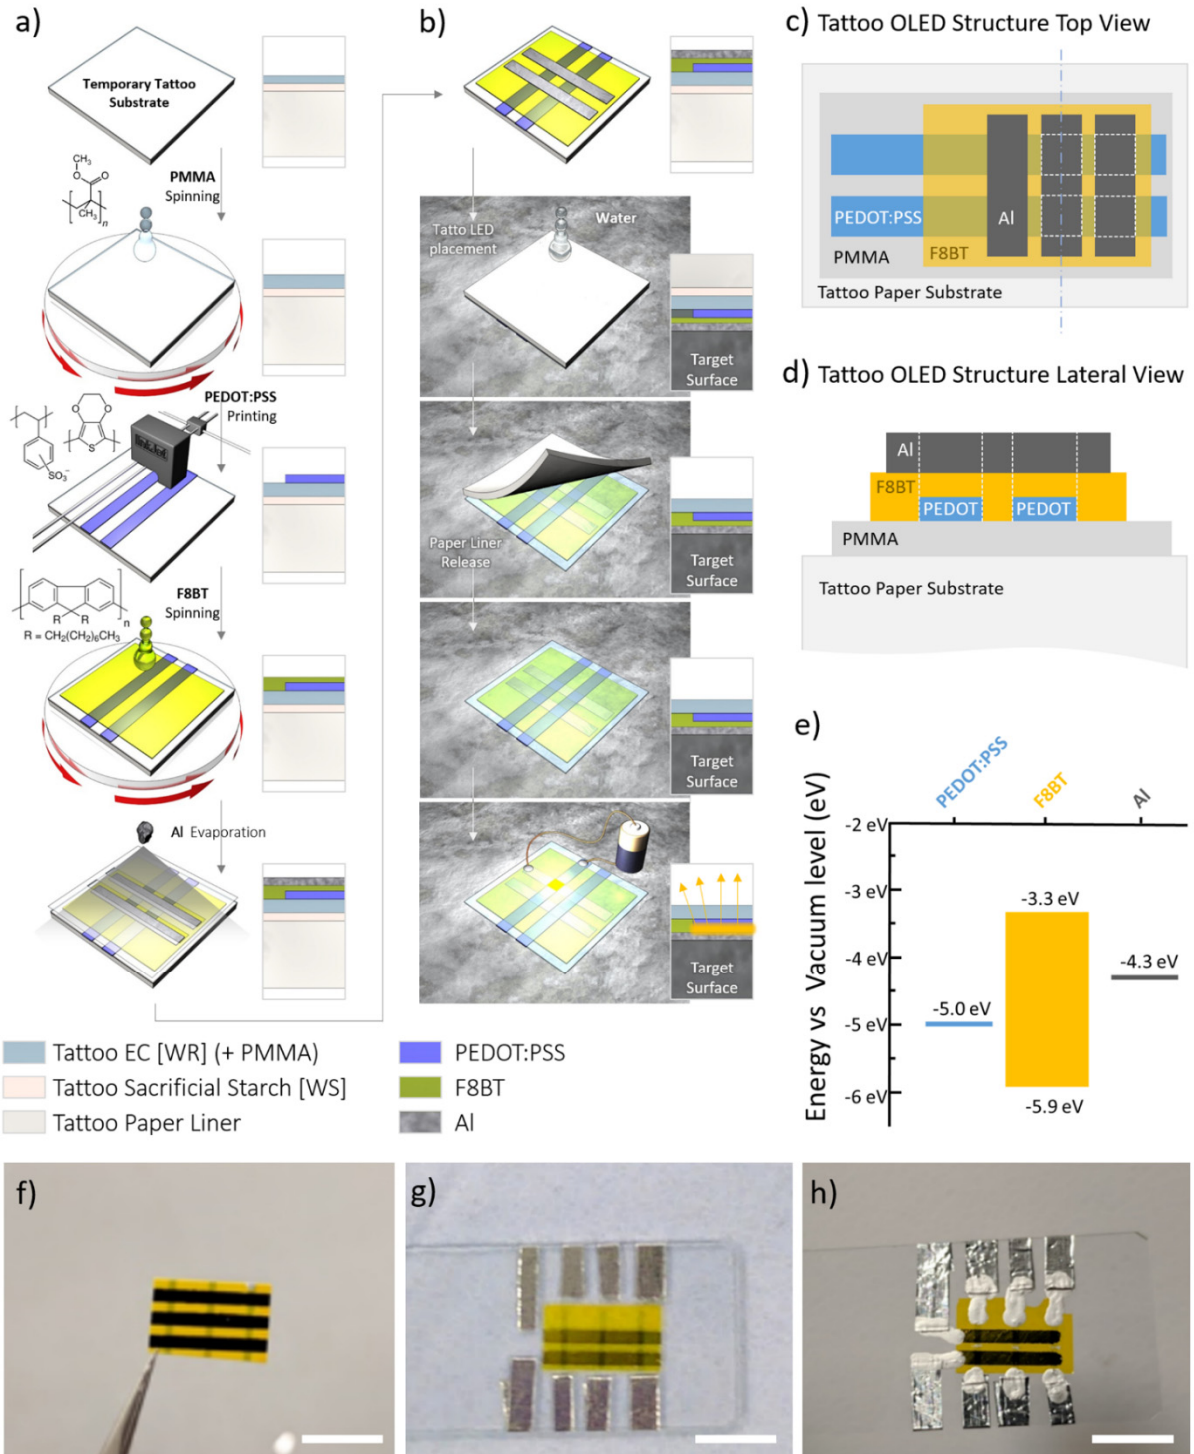 a)
Temporary Tattoo
Substrate
CH₃
O
O
CH₃
n
PMMA
Spinning
PEDOT:PSS
Printing
O
O
S
SO₃⁻
n
R
R
R = CH₂(CH₂)₆CH₃
F8BT
Spinning
Al Evaporation
b)
Water
Tatto LED
placement
Target
Surface
Paper Liner
Release
Target
Surface
Target
Surface
Target
Surface
Tattoo EC [WR] (+ PMMA)
Tattoo Sacrificial Starch [WS]
Tattoo Paper Liner
PEDOT:PSS
F8BT
Al
c) Tattoo OLED Structure Top View
PEDOT:PSS
Al
F8BT
PMMA
Tattoo Paper Substrate
d) Tattoo OLED Structure Lateral View
Al
F8BT
PEDOT
PEDOT
PMMA
Tattoo Paper Substrate
e)
PEDOT:PSS
F8BT
Al
Energy vs Vacuum level (eV)
-2 eV
-3 eV
-4 eV
-5 eV
-6 eV
-3.3 eV
-4.3 eV
-5.0 eV
-5.9 eV
f)
g)
h)